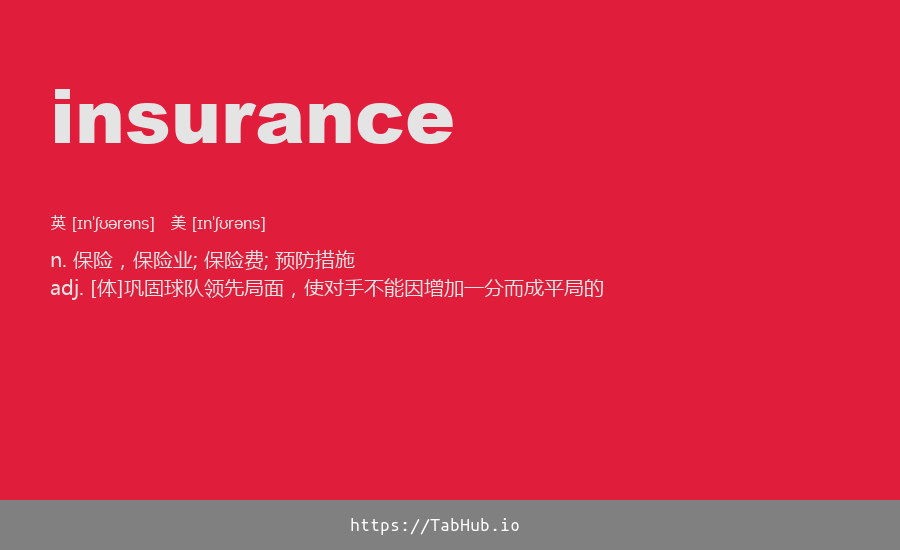 insurance
英 [ɪnˈʃʊərəns] 美 [ɪnˈʃʊrəns]
n. 保险，保险业; 保险费; 预防措施
adj. [体]巩固球队领先局面，使对手不能因增加一分而成平局的
https://TabHub.io